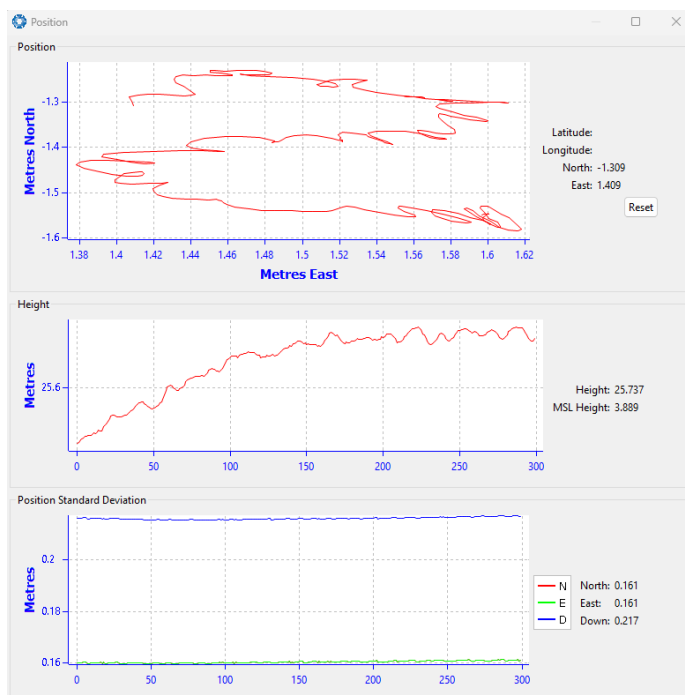 Position
Position
-1.3
-1.4
-1.5
-1.6
Metres North
1.38 1.4 1.42 1.44 1.46 1.48 1.5 1.52 1.54 1.56 1.58 1.6 1.62
Metres East
Latitude:
Longitude:
North: -1.309
East: 1.409
Reset
Height
25.6
Metres
0 50 100 150 200 250 300
Height: 25.737
MSL Height: 3.889
Position Standard Deviation
0.2
0.18
0.16
Metres
0 50 100 150 200 250 300
N
E
D
North: 0.161
East: 0.161
Down: 0.217